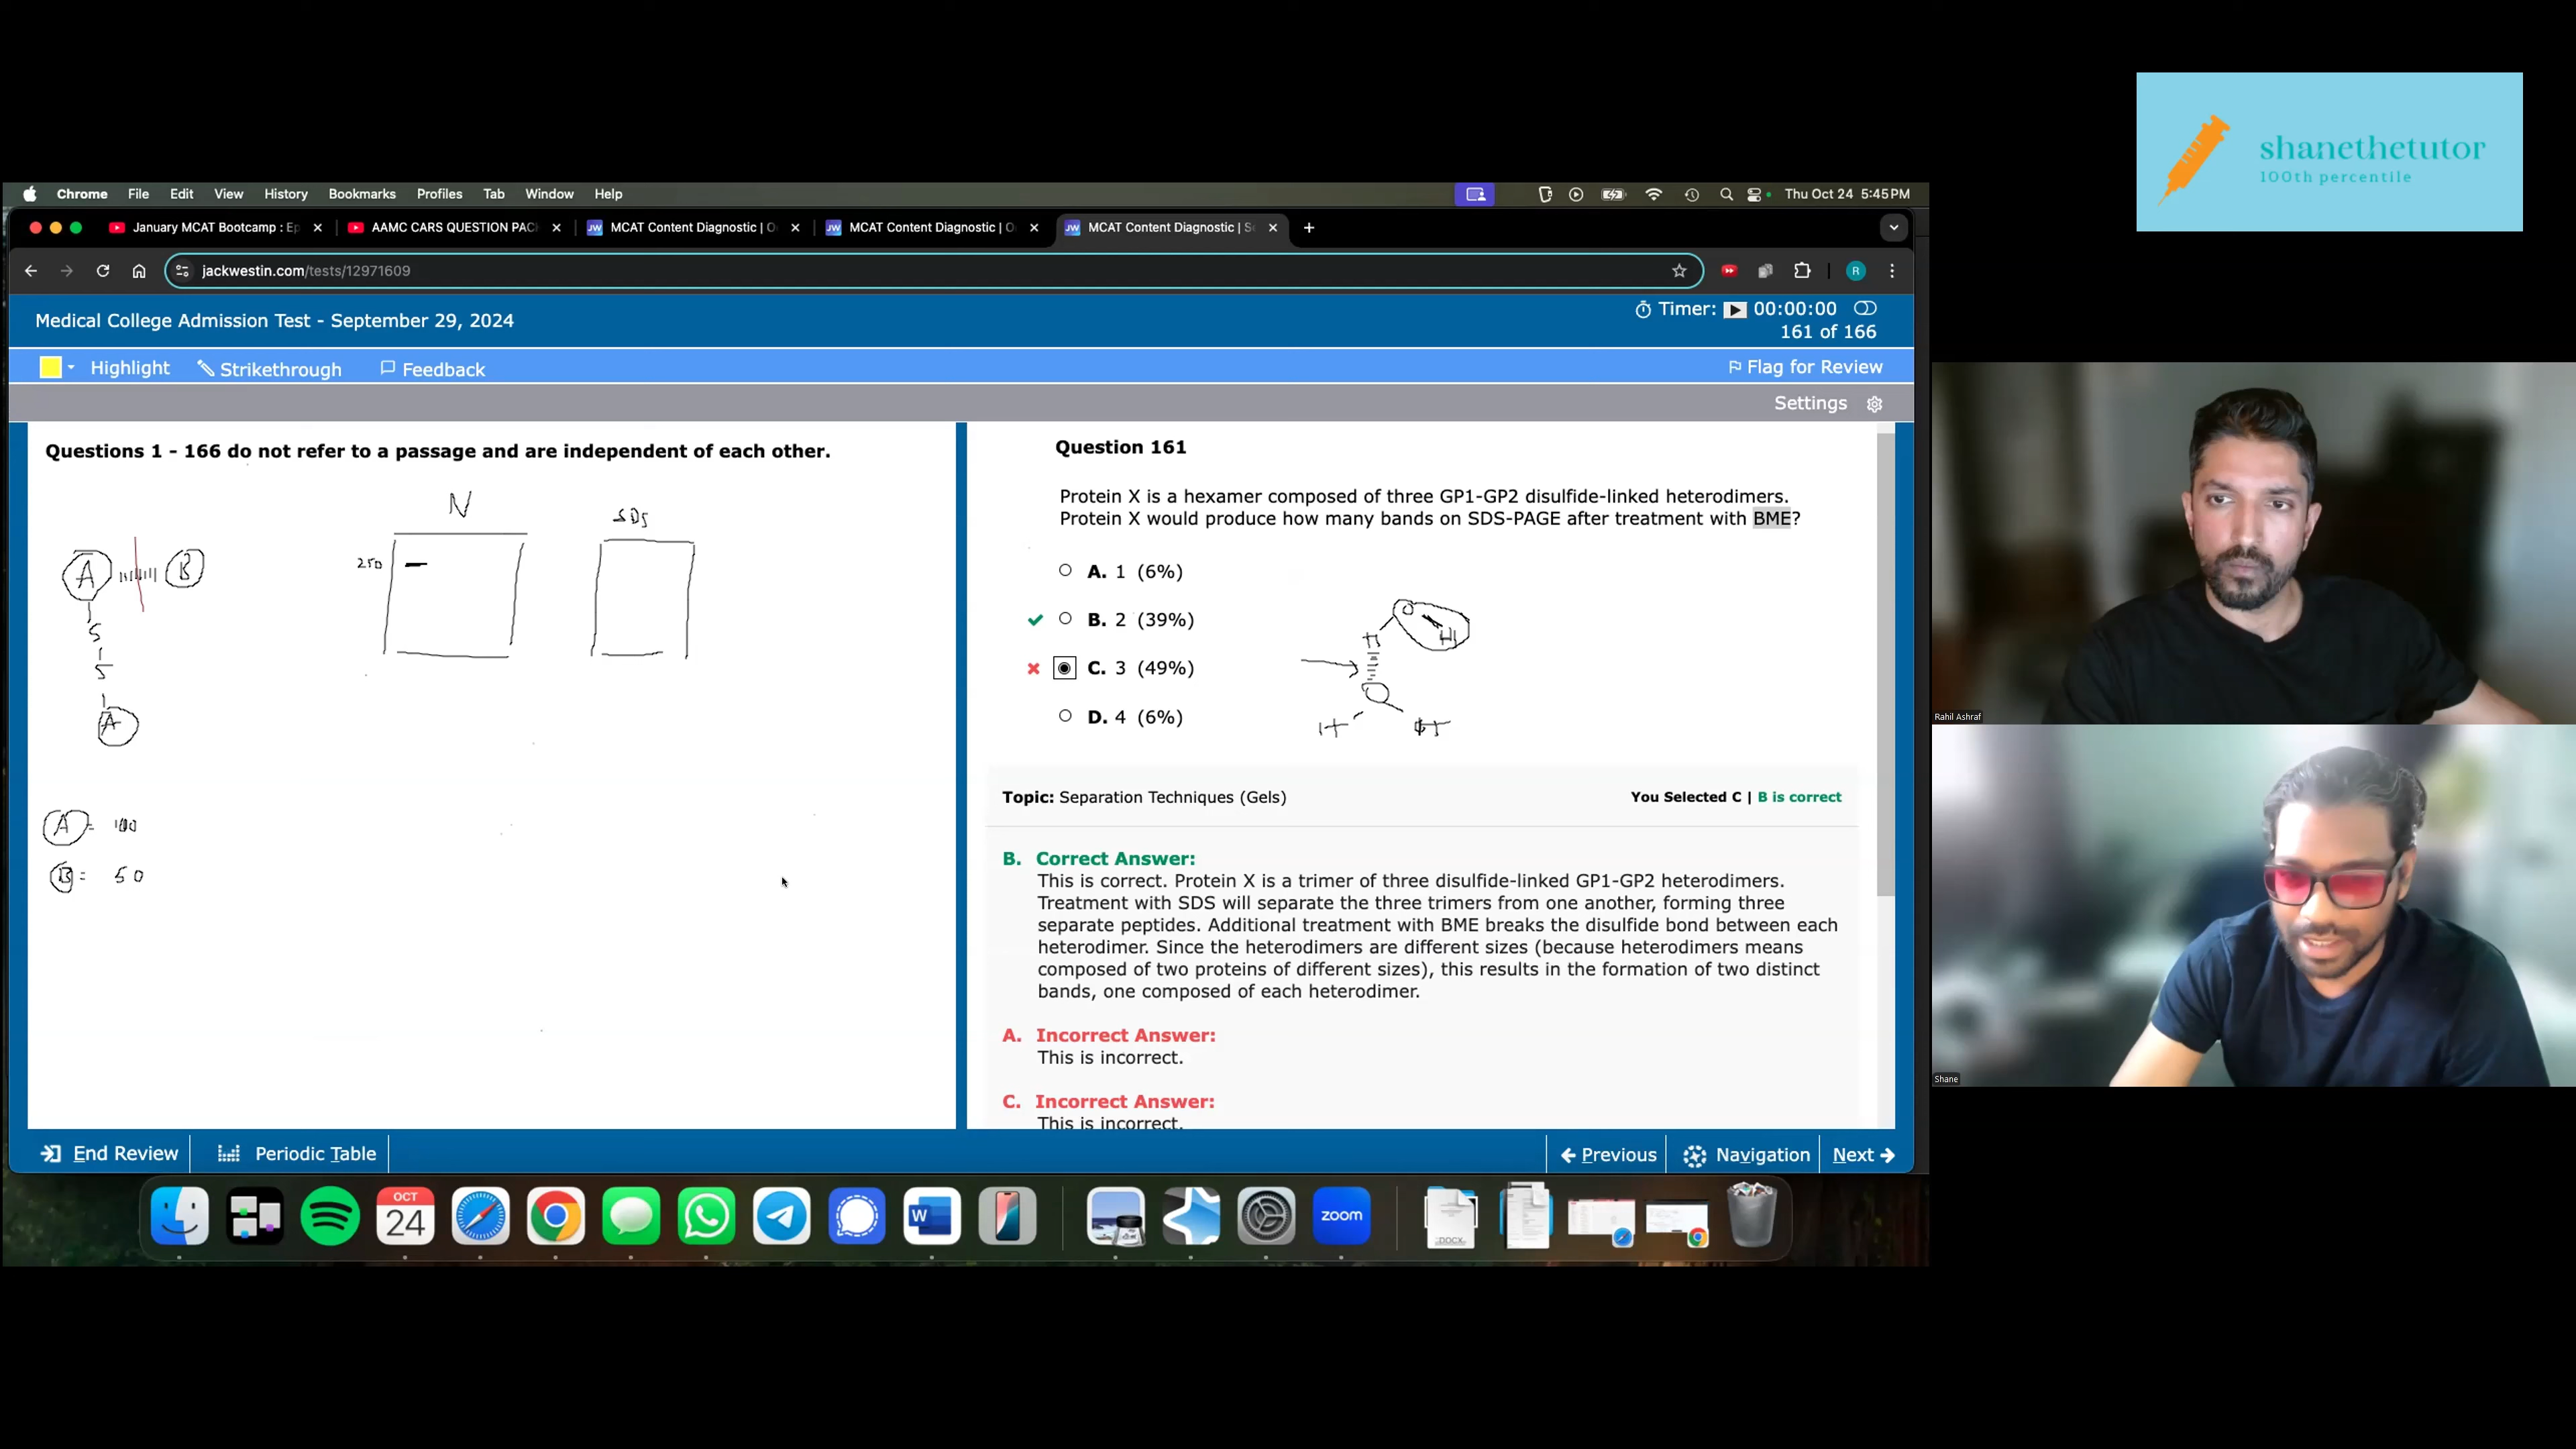 shanethetutor
100th percentile
Chrome File Edit View History Bookmarks Profiles Tab Window Help
Thu Oct 24 5:45 PM
January MCAT Bootcamp : Ep
AAMC CARS QUESTION PAC
MCAT Content Diagnostic | O
MCAT Content Diagnostic | O
MCAT Content Diagnostic | S
jackwestin.com/tests/12971609
R
Medical College Admission Test - September 29, 2024
Timer: 00:00:00
161 of 166
Highlight Strikethrough Feedback
Flag for Review
Settings
Questions 1 - 166 do not refer to a passage and are independent of each other.
N
SDS
250
A B
S
S
A
A = 100
B = 50
Question 161
Protein X is a hexamer composed of three GP1-GP2 disulfide-linked heterodimers.
Protein X would produce how many bands on SDS-PAGE after treatment with BME?
A. 1 (6%)
B. 2 (39%)
C. 3 (49%)
D. 4 (6%)
Topic: Separation Techniques (Gels)
You Selected C | B is correct
B. Correct Answer:
This is correct. Protein X is a trimer of three disulfide-linked GP1-GP2 heterodimers.
Treatment with SDS will separate the three trimers from one another, forming three
separate peptides. Additional treatment with BME breaks the disulfide bond between each
heterodimer. Since the heterodimers are different sizes (because heterodimers means
composed of two proteins of different sizes), this results in the formation of two distinct
bands, one composed of each heterodimer.
A. Incorrect Answer:
This is incorrect.
C. Incorrect Answer:
This is incorrect.
End Review Periodic Table
Previous Navigation Next
OCT
24
W
zoom
DOCX
Rahil Ashraf
Shane